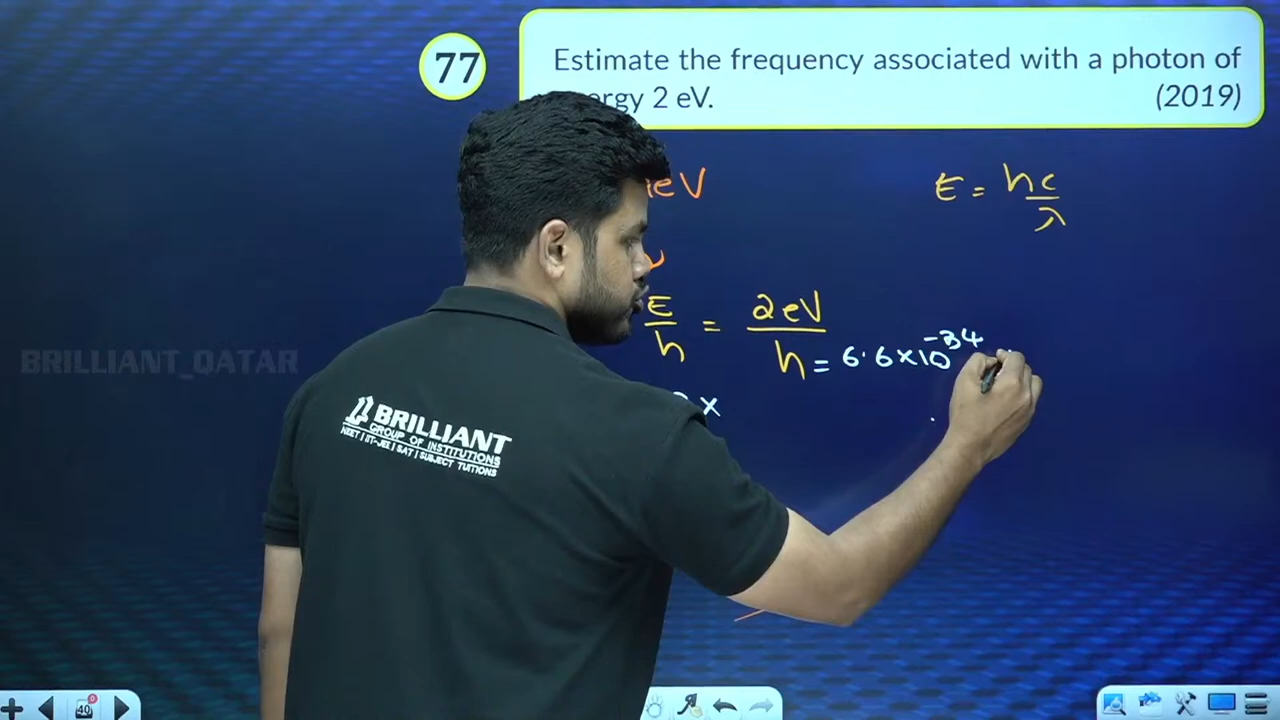 77
Estimate the frequency associated with a photon of
ergy 2 eV. (2019)
eV
E = hc
λ
E = 2eV
h h = 6.6×10⁻³⁴
×
BRILLIANT_QATAR
BRILLIANT
GROUP OF INSTITUTIONS
NEET | IIT-JEE | SAT | SUBJECT TUITIONS
40